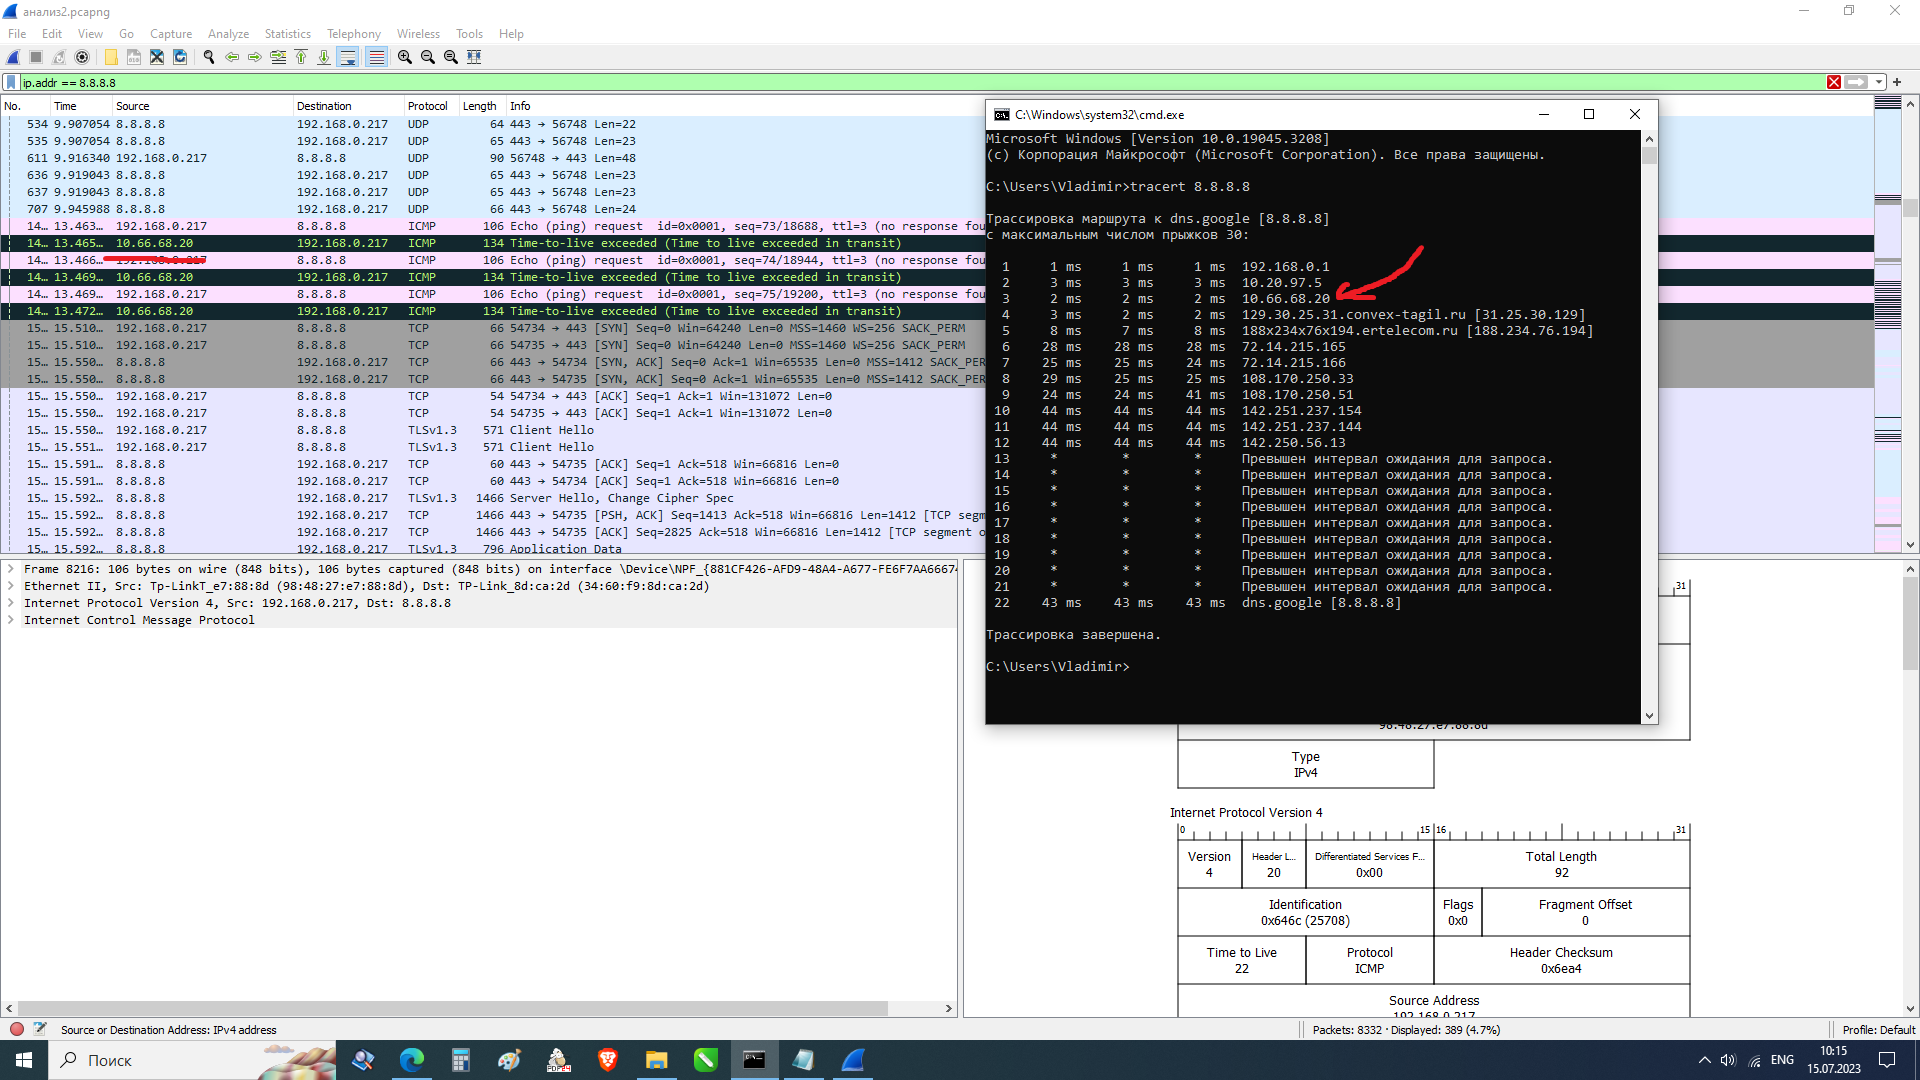 анализ2.pcapng
File Edit View Go Capture Analyze Statistics Telephony Wireless Tools Help
ip.addr == 8.8.8.8
No. Time Source Destination Protocol Length Info
534 9.907054 8.8.8.8 192.168.0.217 UDP 64 443 → 56748 Len=22
535 9.907054 8.8.8.8 192.168.0.217 UDP 65 443 → 56748 Len=23
611 9.916340 192.168.0.217 8.8.8.8 UDP 90 56748 → 443 Len=48
636 9.919043 8.8.8.8 192.168.0.217 UDP 65 443 → 56748 Len=23
637 9.919043 8.8.8.8 192.168.0.217 UDP 65 443 → 56748 Len=23
707 9.945988 8.8.8.8 192.168.0.217 UDP 66 443 → 56748 Len=24
14… 13.463… 192.168.0.217 8.8.8.8 ICMP 106 Echo (ping) request id=0x0001, seq=73/18688, ttl=3 (no response fou
14… 13.465… 10.66.68.20 192.168.0.217 ICMP 134 Time-to-live exceeded (Time to live exceeded in transit)
14… 13.466… 192.168.0.217 8.8.8.8 ICMP 106 Echo (ping) request id=0x0001, seq=74/18944, ttl=3 (no response fou
14… 13.469… 10.66.68.20 192.168.0.217 ICMP 134 Time-to-live exceeded (Time to live exceeded in transit)
14… 13.469… 192.168.0.217 8.8.8.8 ICMP 106 Echo (ping) request id=0x0001, seq=75/19200, ttl=3 (no response fou
14… 13.472… 10.66.68.20 192.168.0.217 ICMP 134 Time-to-live exceeded (Time to live exceeded in transit)
15… 15.510… 192.168.0.217 8.8.8.8 TCP 66 54734 → 443 [SYN] Seq=0 Win=64240 Len=0 MSS=1460 WS=256 SACK_PERM
15… 15.510… 192.168.0.217 8.8.8.8 TCP 66 54735 → 443 [SYN] Seq=0 Win=64240 Len=0 MSS=1460 WS=256 SACK_PERM
15… 15.550… 8.8.8.8 192.168.0.217 TCP 66 443 → 54734 [SYN, ACK] Seq=0 Ack=1 Win=65535 Len=0 MSS=1412 SACK_PER
15… 15.550… 8.8.8.8 192.168.0.217 TCP 66 443 → 54735 [SYN, ACK] Seq=0 Ack=1 Win=65535 Len=0 MSS=1412 SACK_PER
15… 15.550… 192.168.0.217 8.8.8.8 TCP 54 54734 → 443 [ACK] Seq=1 Ack=1 Win=131072 Len=0
15… 15.550… 192.168.0.217 8.8.8.8 TCP 54 54735 → 443 [ACK] Seq=1 Ack=1 Win=131072 Len=0
15… 15.550… 192.168.0.217 8.8.8.8 TLSv1.3 571 Client Hello
15… 15.551… 192.168.0.217 8.8.8.8 TLSv1.3 571 Client Hello
15… 15.591… 8.8.8.8 192.168.0.217 TCP 60 443 → 54735 [ACK] Seq=1 Ack=518 Win=66816 Len=0
15… 15.591… 8.8.8.8 192.168.0.217 TCP 60 443 → 54734 [ACK] Seq=1 Ack=518 Win=66816 Len=0
15… 15.592… 8.8.8.8 192.168.0.217 TLSv1.3 1466 Server Hello, Change Cipher Spec
15… 15.592… 8.8.8.8 192.168.0.217 TCP 1466 443 → 54735 [PSH, ACK] Seq=1413 Ack=518 Win=66816 Len=1412 [TCP segm
15… 15.592… 8.8.8.8 192.168.0.217 TCP 1466 443 → 54735 [ACK] Seq=2825 Ack=518 Win=66816 Len=1412 [TCP segment o
15… 15.592… 8.8.8.8 192.168.0.217 TLSv1.3 796 Application Data
C:\Windows\system32\cmd.exe
Microsoft Windows [Version 10.0.19045.3208]
(c) Корпорация Майкрософт (Microsoft Corporation). Все права защищены.
C:\Users\Vladimir>tracert 8.8.8.8
Трассировка маршрута к dns.google [8.8.8.8]
с максимальным числом прыжков 30:
1 1 ms 1 ms 1 ms 192.168.0.1
2 3 ms 3 ms 3 ms 10.20.97.5
3 2 ms 2 ms 2 ms 10.66.68.20
4 3 ms 2 ms 2 ms 129.30.25.31.convex-tagil.ru [31.25.30.129]
5 8 ms 7 ms 8 ms 188x234x76x194.ertelecom.ru [188.234.76.194]
6 28 ms 28 ms 28 ms 72.14.215.165
7 25 ms 25 ms 24 ms 72.14.215.166
8 29 ms 25 ms 25 ms 108.170.250.33
9 24 ms 24 ms 41 ms 108.170.250.51
10 44 ms 44 ms 44 ms 142.251.237.154
11 44 ms 44 ms 44 ms 142.251.237.144
12 44 ms 44 ms 44 ms 142.250.56.13
13 * * * Превышен интервал ожидания для запроса.
14 * * * Превышен интервал ожидания для запроса.
15 * * * Превышен интервал ожидания для запроса.
16 * * * Превышен интервал ожидания для запроса.
17 * * * Превышен интервал ожидания для запроса.
18 * * * Превышен интервал ожидания для запроса.
19 * * * Превышен интервал ожидания для запроса.
20 * * * Превышен интервал ожидания для запроса.
21 * * * Превышен интервал ожидания для запроса.
22 43 ms 43 ms 43 ms dns.google [8.8.8.8]
Трассировка завершена.
C:\Users\Vladimir>
Frame 8216: 106 bytes on wire (848 bits), 106 bytes captured (848 bits) on interface \Device\NPF_{881CF426-AFD9-48A4-A677-FE6F7AA66674
Ethernet II, Src: Tp-LinkT_e7:88:8d (98:48:27:e7:88:8d), Dst: TP-Link_8d:ca:2d (34:60:f9:8d:ca:2d)
Internet Protocol Version 4, Src: 192.168.0.217, Dst: 8.8.8.8
Internet Control Message Protocol
31
98:48:27:e7:88:8d
Type
IPv4
Internet Protocol Version 4
0 15 16 31
Version Header L... Differentiated Services F... Total Length
4 20 0x00 92
Identification Flags Fragment Offset
0x646c (25708) 0x0 0
Time to Live Protocol Header Checksum
22 ICMP 0x6ea4
Source Address
192.168.0.217
Source or Destination Address: IPv4 address
Packets: 8332 · Displayed: 389 (4.7%)
Profile: Default
Поиск
ENG
10:15
15.07.2023